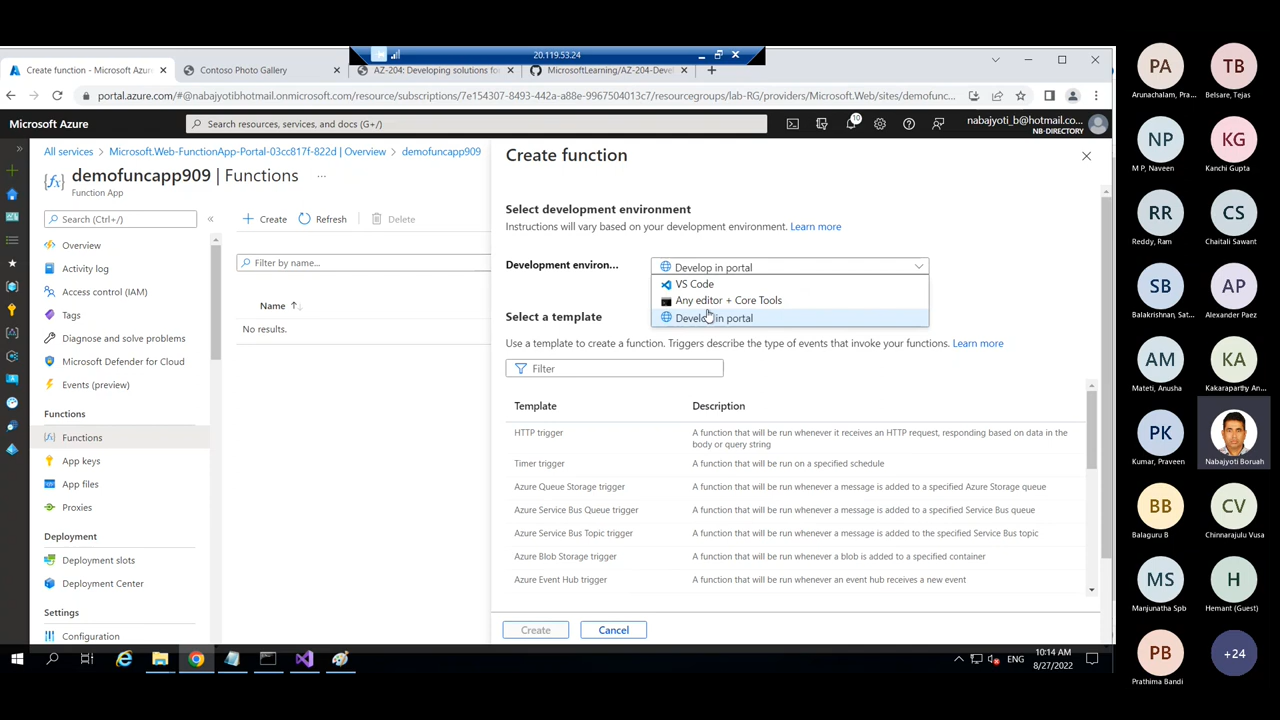 20.119.53.24
Create function - Microsoft Azure
Contoso Photo Gallery
AZ-204: Developing solutions fo
MicrosoftLearning/AZ-204-Devel
portal.azure.com/#@nabajyotibhotmail.onmicrosoft.com/resource/subscriptions/7e154307-8493-442a-a88e-9967504013c7/resourcegroups/lab-RG/providers/Microsoft.Web/sites/demofunc...
Microsoft Azure
Search resources, services, and docs (G+/)
10
nabajyoti_b@hotmail.co...
NB-DIRECTORY
All services
Microsoft.Web-FunctionApp-Portal-03cc817f-822d | Overview
demofuncapp909
demofuncapp909 | Functions
...
Function App
Search (Ctrl+/)
Overview
Activity log
Access control (IAM)
Tags
Diagnose and solve problems
Microsoft Defender for Cloud
Events (preview)
Functions
Functions
App keys
App files
Proxies
Deployment
Deployment slots
Deployment Center
Settings
Configuration
Create
Refresh
Delete
Filter by name...
Name
No results.
Create function
Select development environment
Instructions will vary based on your development environment. Learn more
Development environ...
Develop in portal
VS Code
Any editor + Core Tools
Develop in portal
Select a template
Use a template to create a function. Triggers describe the type of events that invoke your functions. Learn more
Filter
Template Description
HTTP trigger A function that will be run whenever it receives an HTTP request, responding based on data in the
body or query string
Timer trigger A function that will be run on a specified schedule
Azure Queue Storage trigger A function that will be run whenever a message is added to a specified Azure Storage queue
Azure Service Bus Queue trigger A function that will be run whenever a message is added to a specified Service Bus queue
Azure Service Bus Topic trigger A function that will be run whenever a message is added to the specified Service Bus topic
Azure Blob Storage trigger A function that will be run whenever a blob is added to a specified container
Azure Event Hub trigger A function that will be run whenever an event hub receives a new event
Create
Cancel
ENG
10:14 AM
8/27/2022
PA
Arunachalam, Pra...
TB
Belsare, Tejas
NP
M P, Naveen
KG
Kanchi Gupta
RR
Reddy, Ram
CS
Chaitali Sawant
SB
Balakrishnan, Sat...
AP
Alexander Paez
AM
Mateti, Anusha
KA
Kakaraparthy An...
PK
Kumar, Praveen
Nabajyoti Boruah
BB
Balaguru B
CV
Chinnarajulu Vusa
MS
Manjunatha Spb
H
Hemant (Guest)
PB
Prathima Bandi
+24